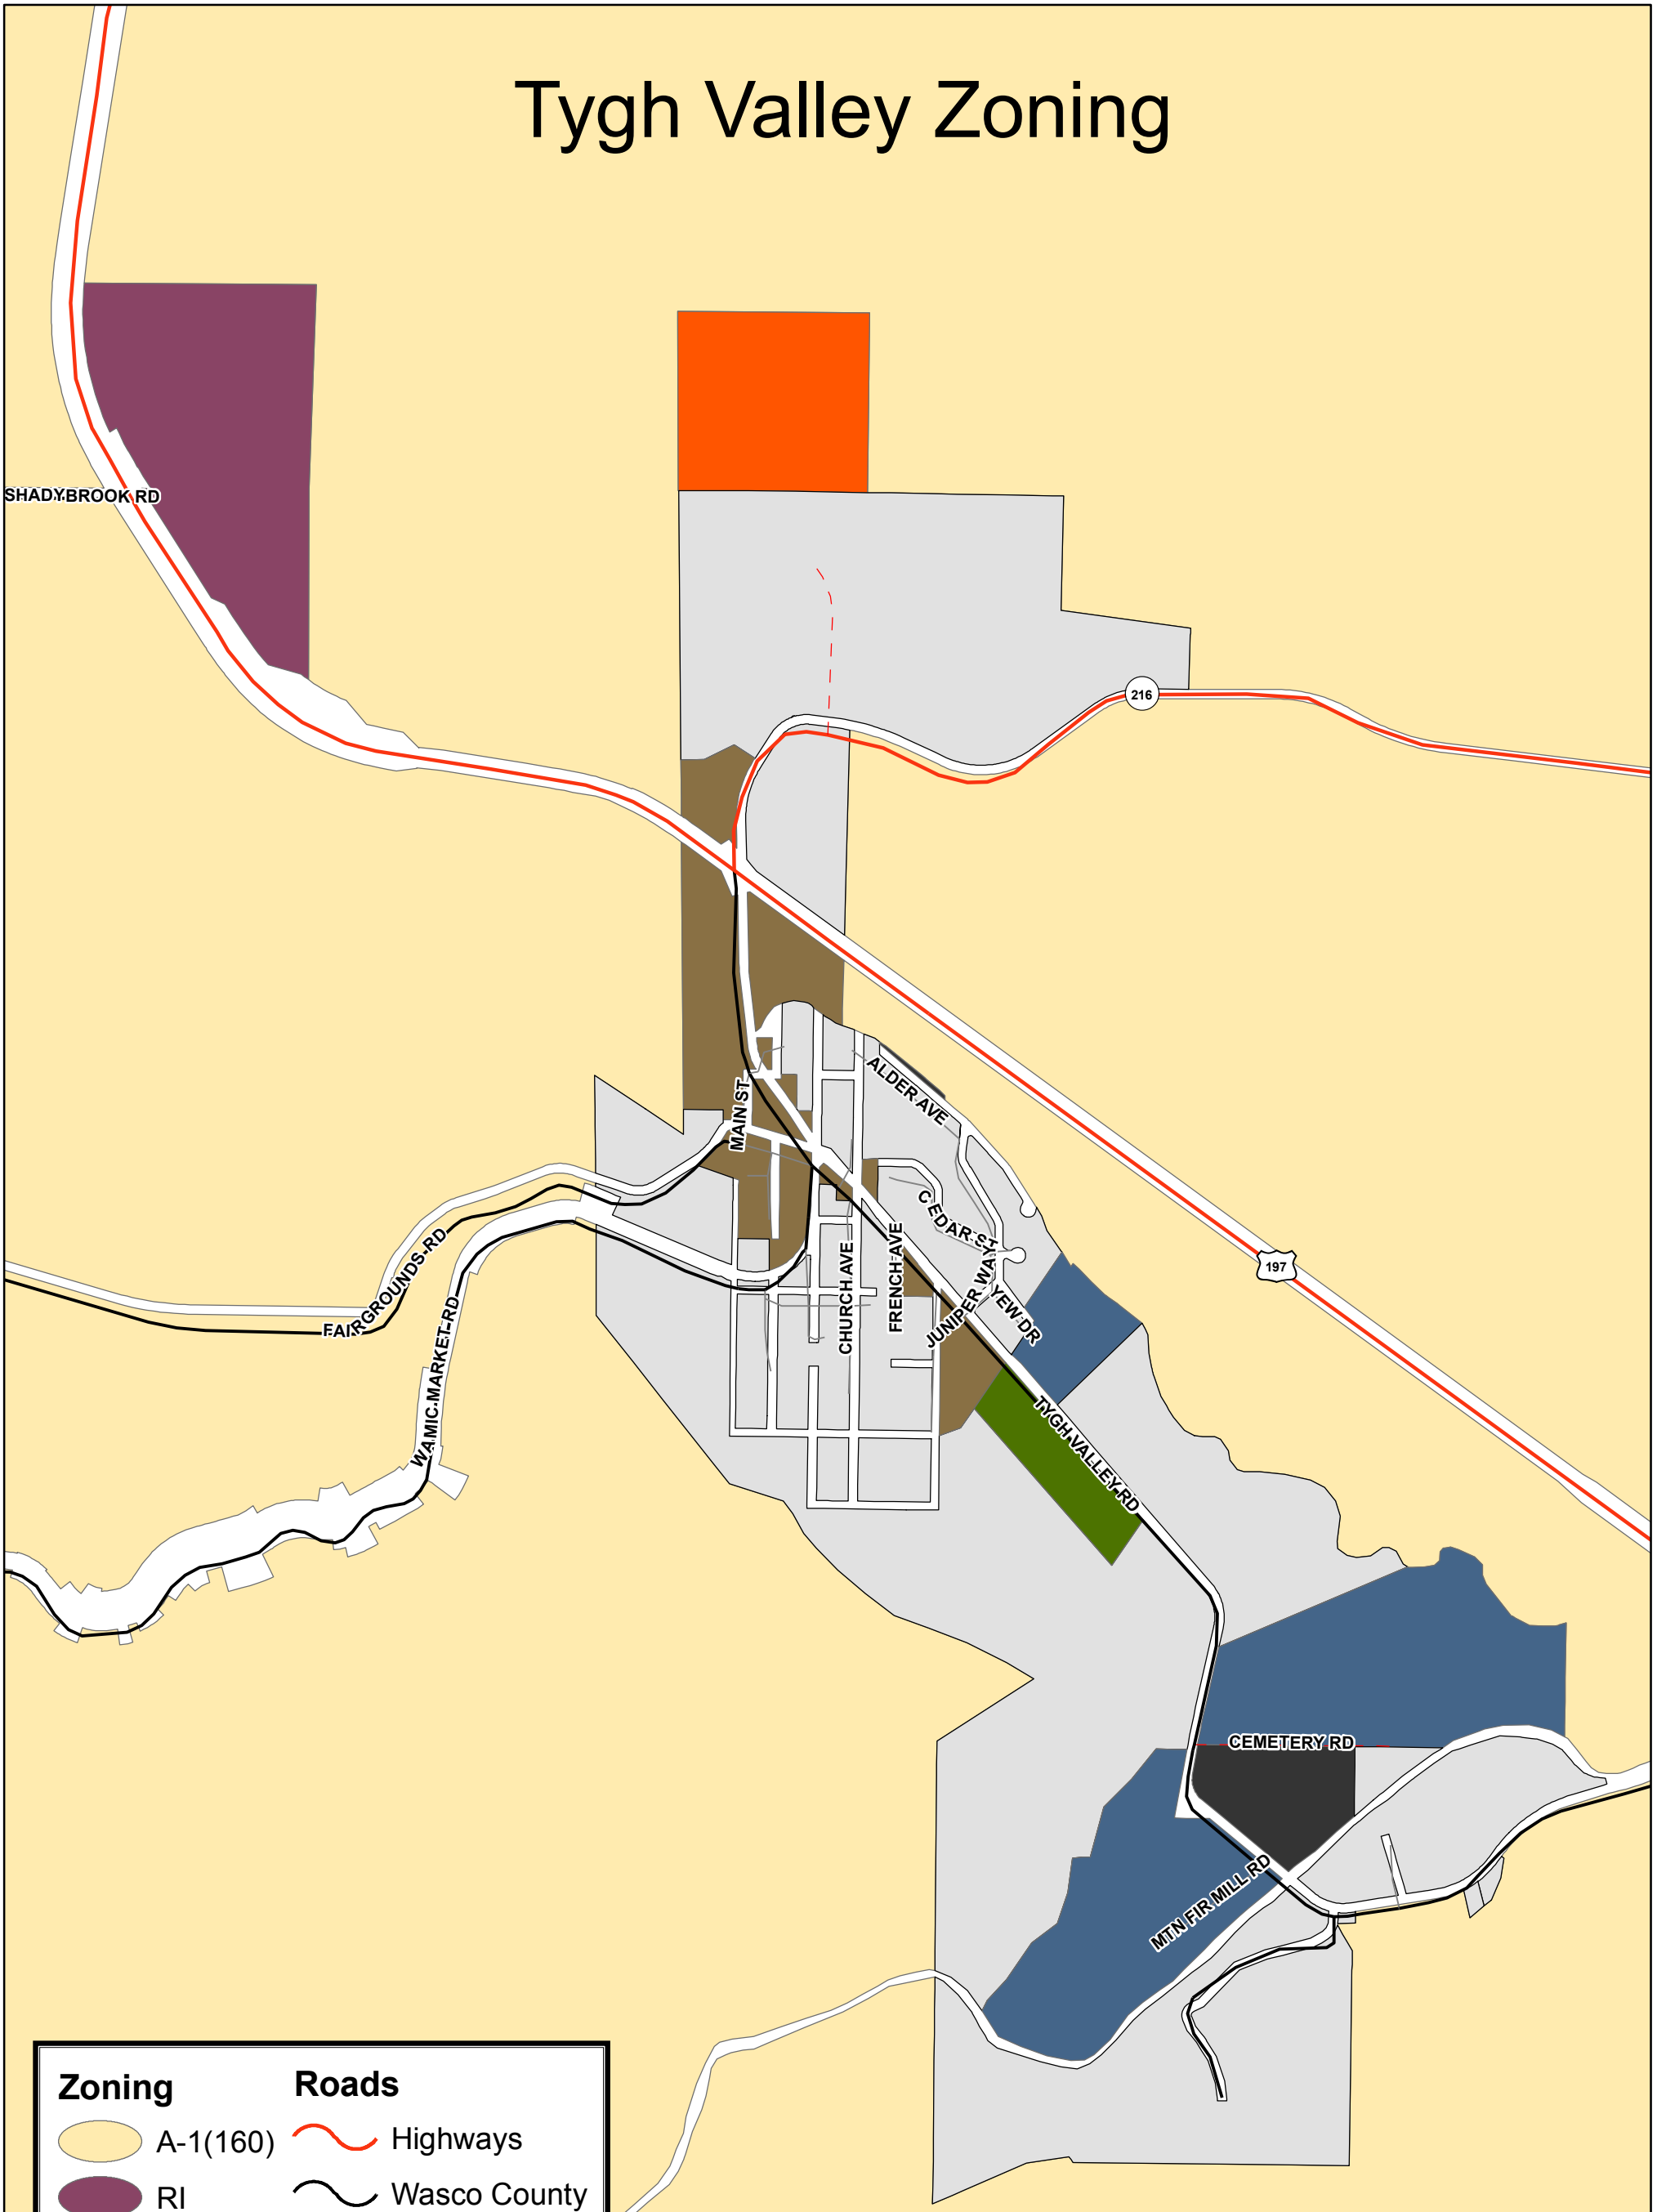 Tygh Valley Zoning
SHADYBROOK RD
216
MAIN ST
ALDER AVE
CEDAR ST
197
FAIRGROUNDS RD
WAMIC MARKET RD
CHURCH AVE
FRENCH AVE
JUNIPER WAY
YEW DR
TYGH VALLEY RD
CEMETERY RD
MTN FIR MILL RD
Zoning
Roads
A-1(160)
Highways
RI
Wasco County